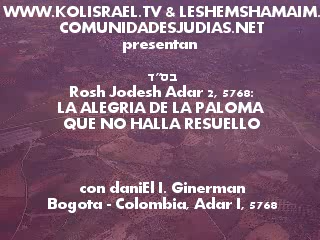 WWW.KOLISRAEL.TV & LESHEMSHAMAIM.
COMUNIDADESJUDIAS.NET
presentan
בס״ד
Rosh Jodesh Adar 2, 5768:
LA ALEGRIA DE LA PALOMA
QUE NO HALLA RESUELLO
con daniEl I. Ginerman
Bogota - Colombia, Adar I, 5768